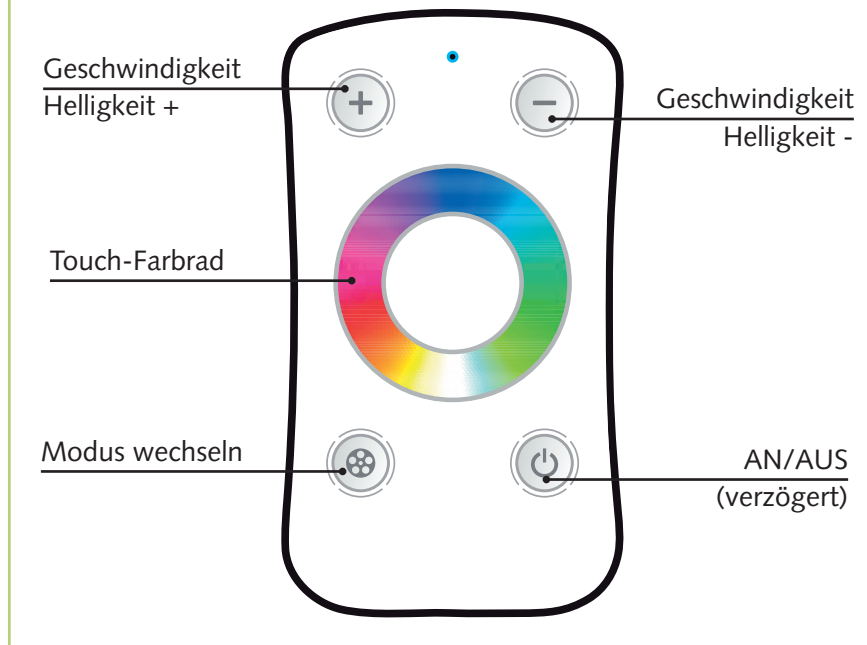 Geschwindigkeit
Helligkeit +
Geschwindigkeit
Helligkeit -
Touch-Farbrad
Modus wechseln
AN/AUS
(verzögert)